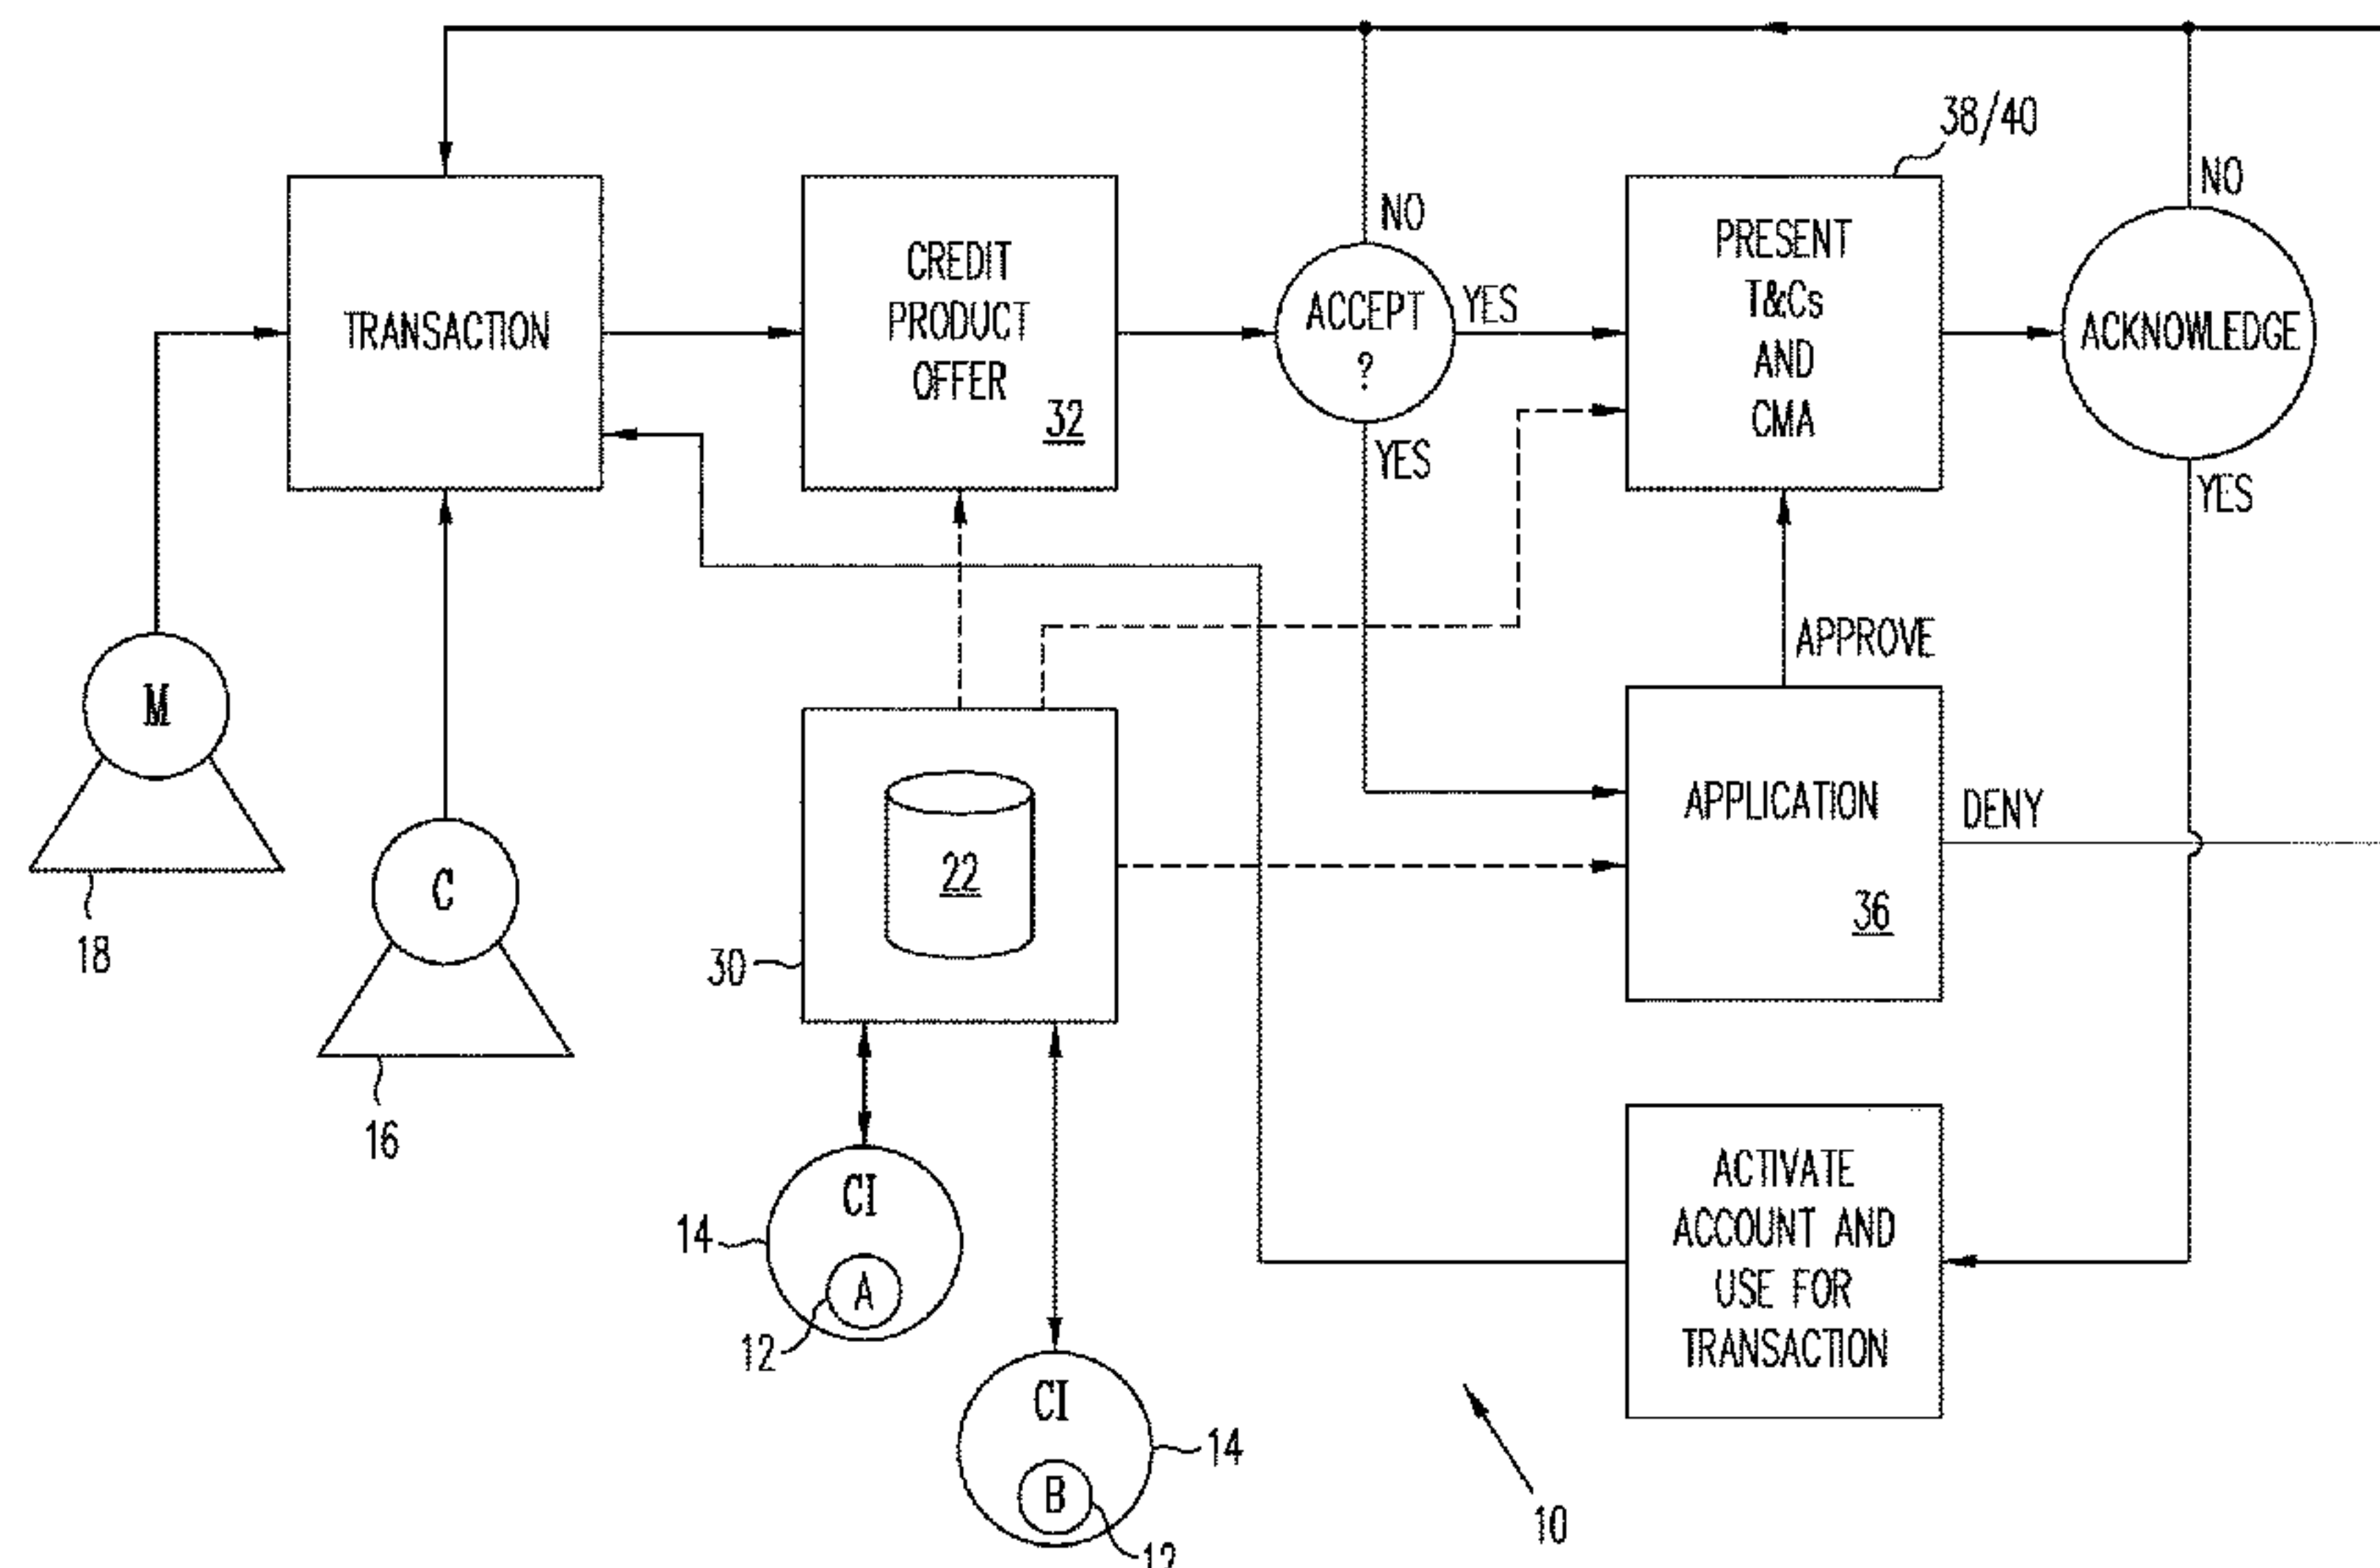 38/40
NO
NO
TRANSACTION
CREDIT
PRODUCT
OFFER
32
ACCEPT
?
YES
YES
PRESENT
T&Cs
AND
CMA
ACKNOWLEDGE
YES
APPROVE
M
18
C
16
22
30
APPLICATION
36
DENY
CI
A
14
12
CI
B
14
12
ACTIVATE
ACCOUNT AND
USE FOR
TRANSACTION
10